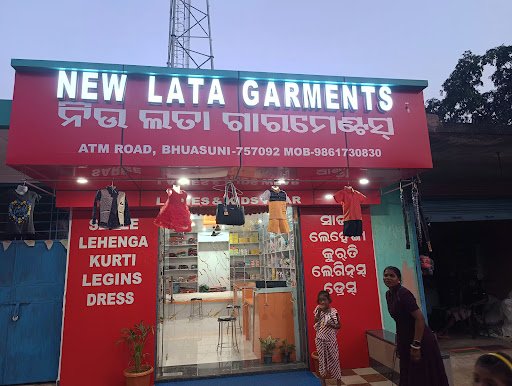 NEW LATA GARMENTS
ନିଉ ଲତା ଗାରମେଣ୍ଟସ୍
ATM ROAD, BHUASUNI-757092 MOB-9861730830
LADIES & KIDS WEAR
SAREE
LEHENGA
KURTI
LEGINS
DRESS
ସାଢ଼ୀ
ଲେହେଙ୍ଗା
କୁର୍ତି
ଲେଗିନସ୍
ଡ୍ରେସ୍